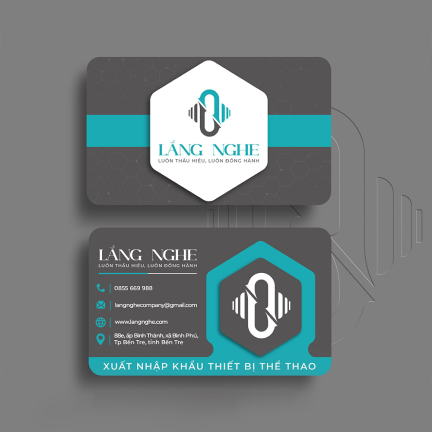 LẮNG NGHE
LUÔN THẤU HIỂU, LUÔN ĐỒNG HÀNH
LẮNG NGHE
LUÔN THẤU HIỂU, LUÔN ĐỒNG HÀNH
0855 669 988
langnghecompany@gmail.com
www.langnghe.com
88e, ấp Bình Thành, xã Bình Phú,
Tp Bến Tre, tỉnh Bến Tre
XUẤT NHẬP KHẨU THIẾT BỊ THỂ THAO